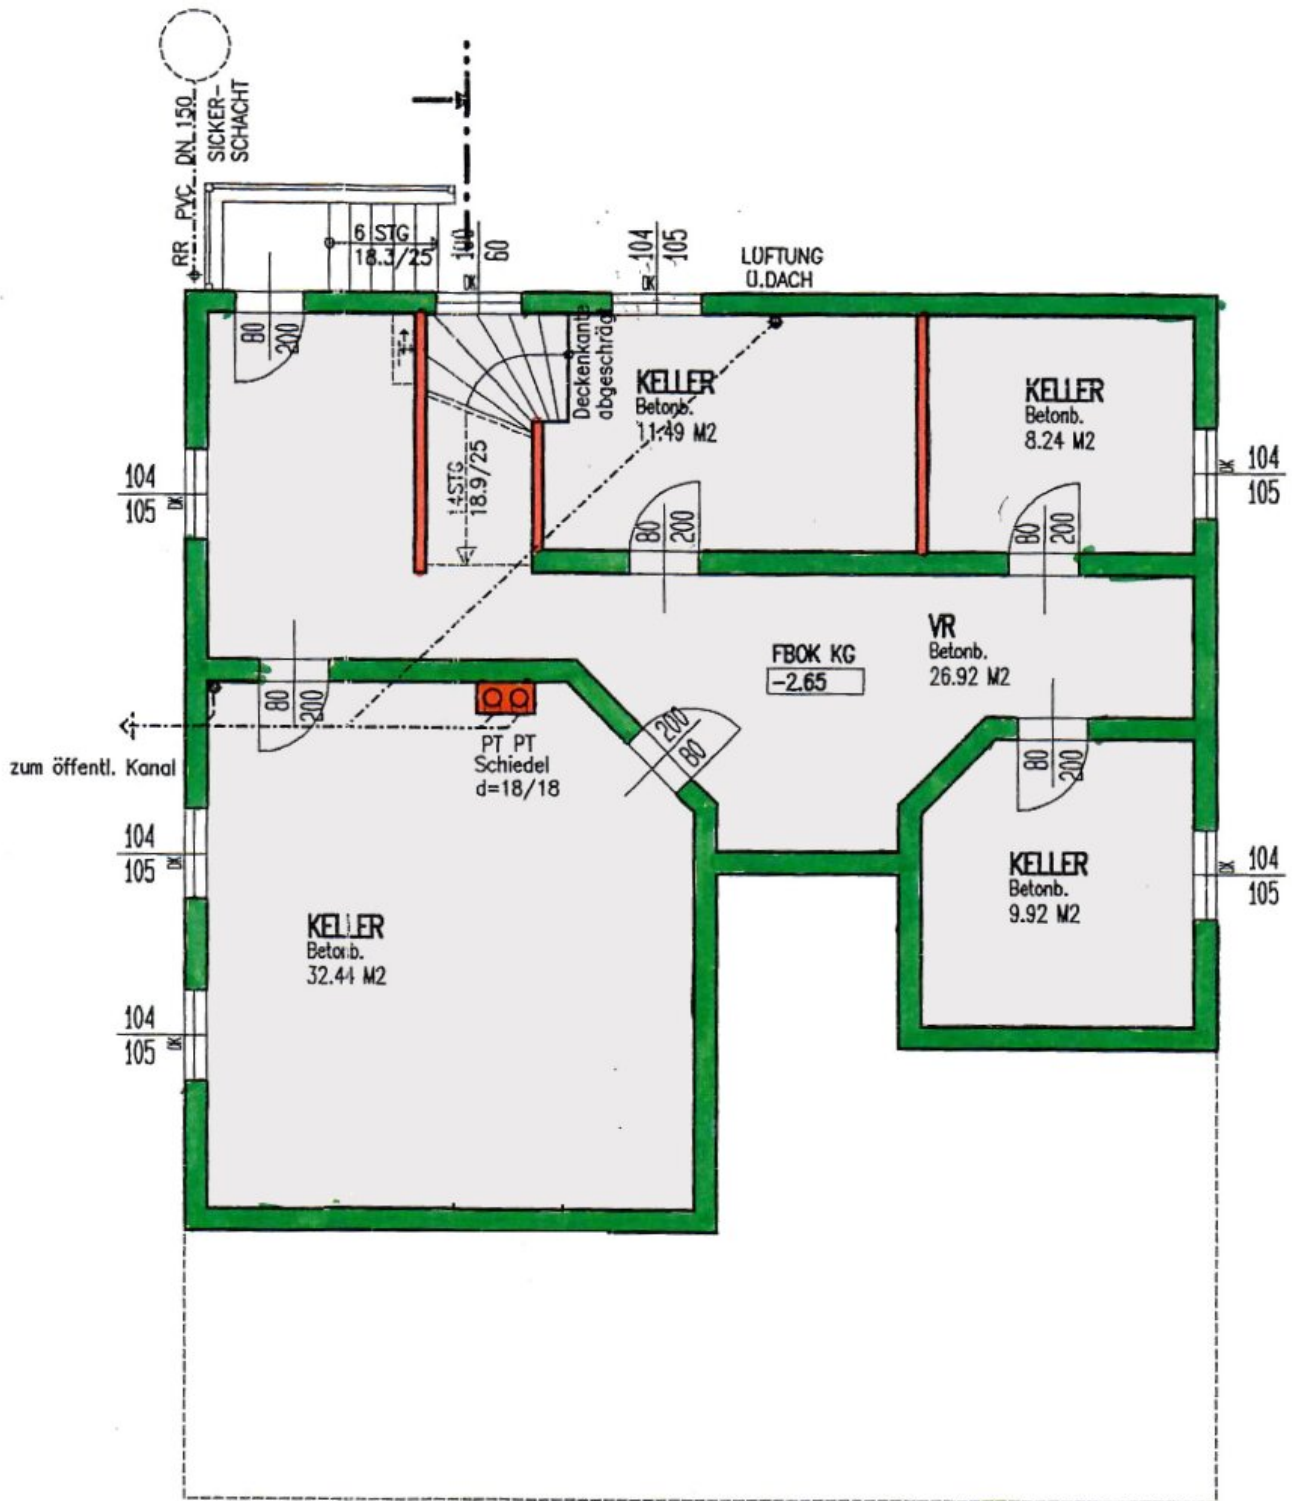 RR PVC DN 150
SICKER-
SCHACHT
6 STG
18.3/25
100
60
104
105
LÜFTUNG
Ü.DACH
DK
DK
80
200
Deckenkante
abgeschrägt
KELLER
Betonb.
11.49 M2
KELLER
Betonb.
8.24 M2
104
105
DK
14STG
18.9/25
104
105
DK
80
200
80
200
VR
Betonb.
26.92 M2
FBOK KG
-2.65
80
200
200
80
80
200
PT PT
Schiedel
d=18/18
zum öffentl. Kanal
104
105
DK
104
105
DK
KELLER
Betonb.
9.92 M2
KELLER
Betonb.
32.44 M2
104
105
DK